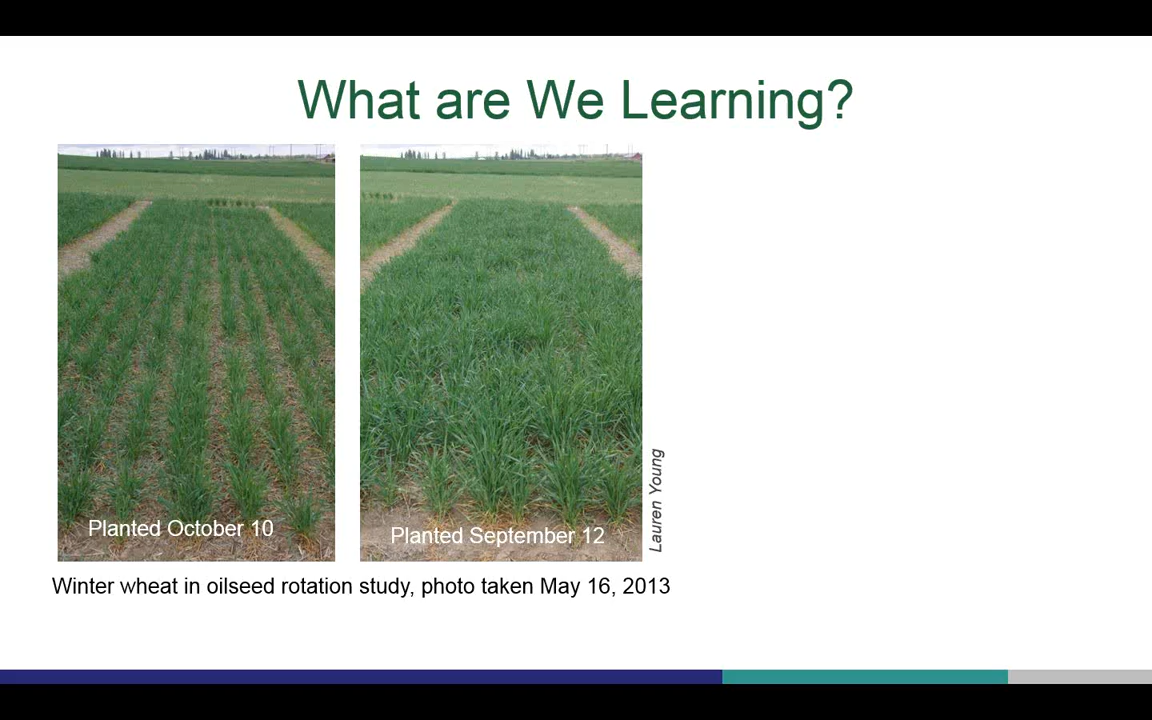 What are We Learning?
Planted October 10
Planted September 12
Lauren Young
Winter wheat in oilseed rotation study, photo taken May 16, 2013